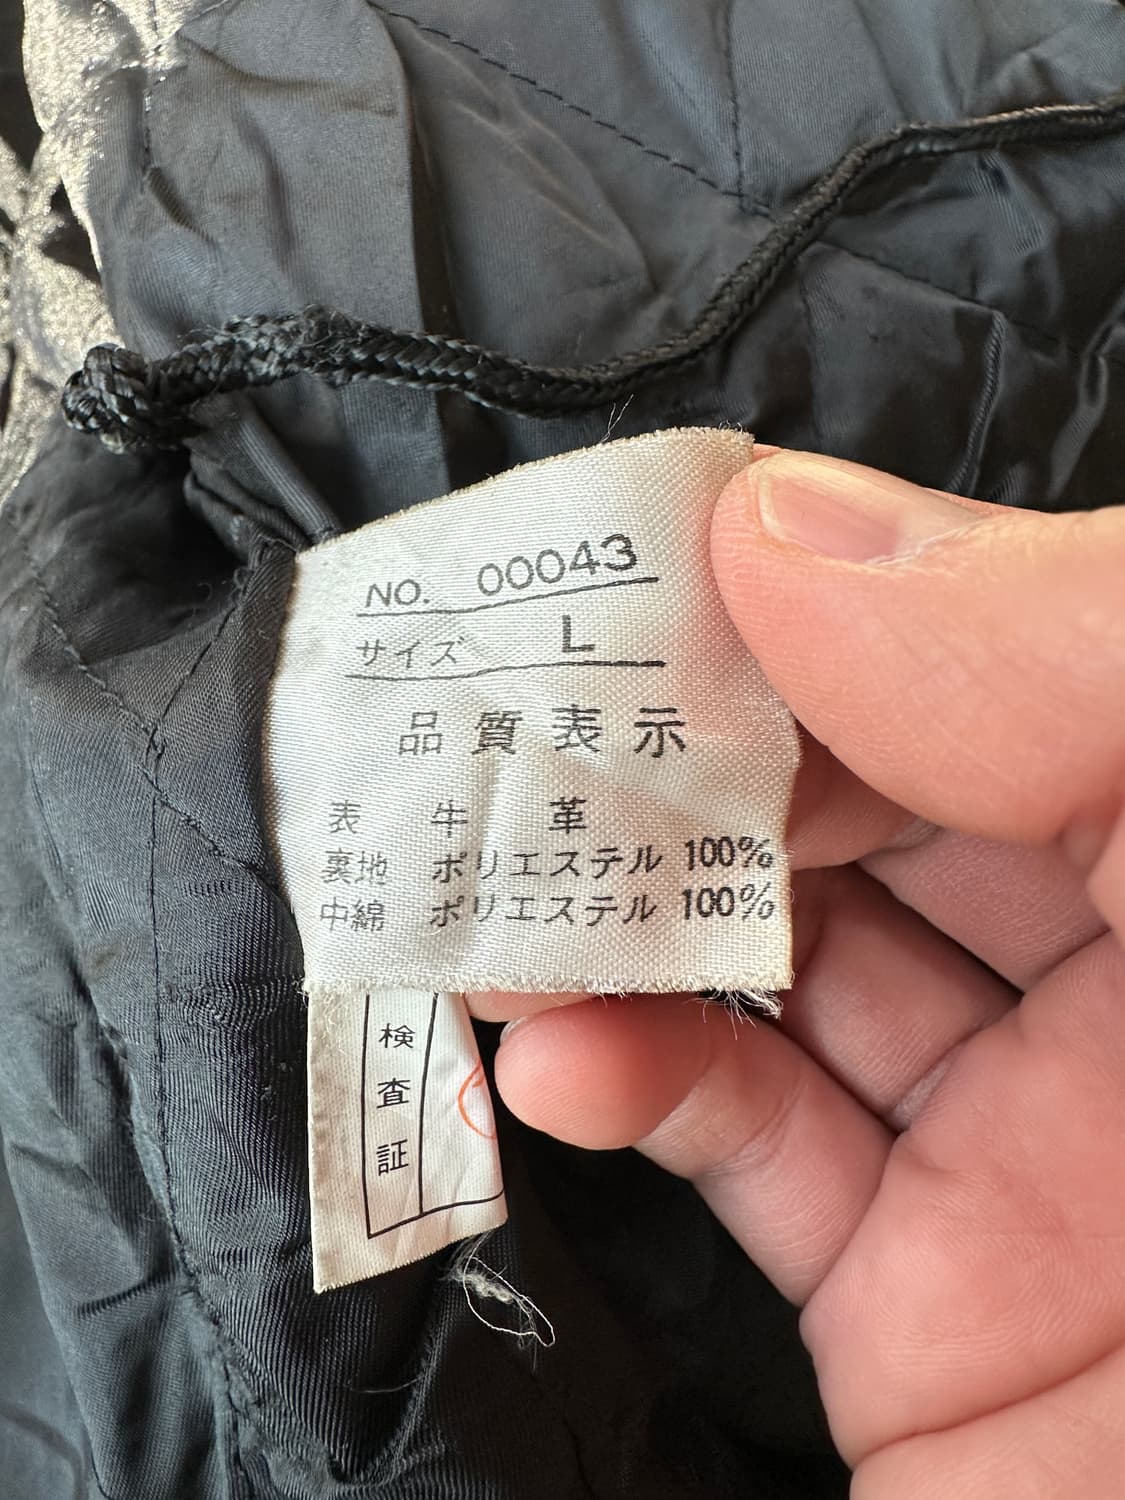 NO. 00043
サイズ L
品質表示
表 牛革
裏地 ポリエステル 100%
中綿 ポリエステル 100%
検査証